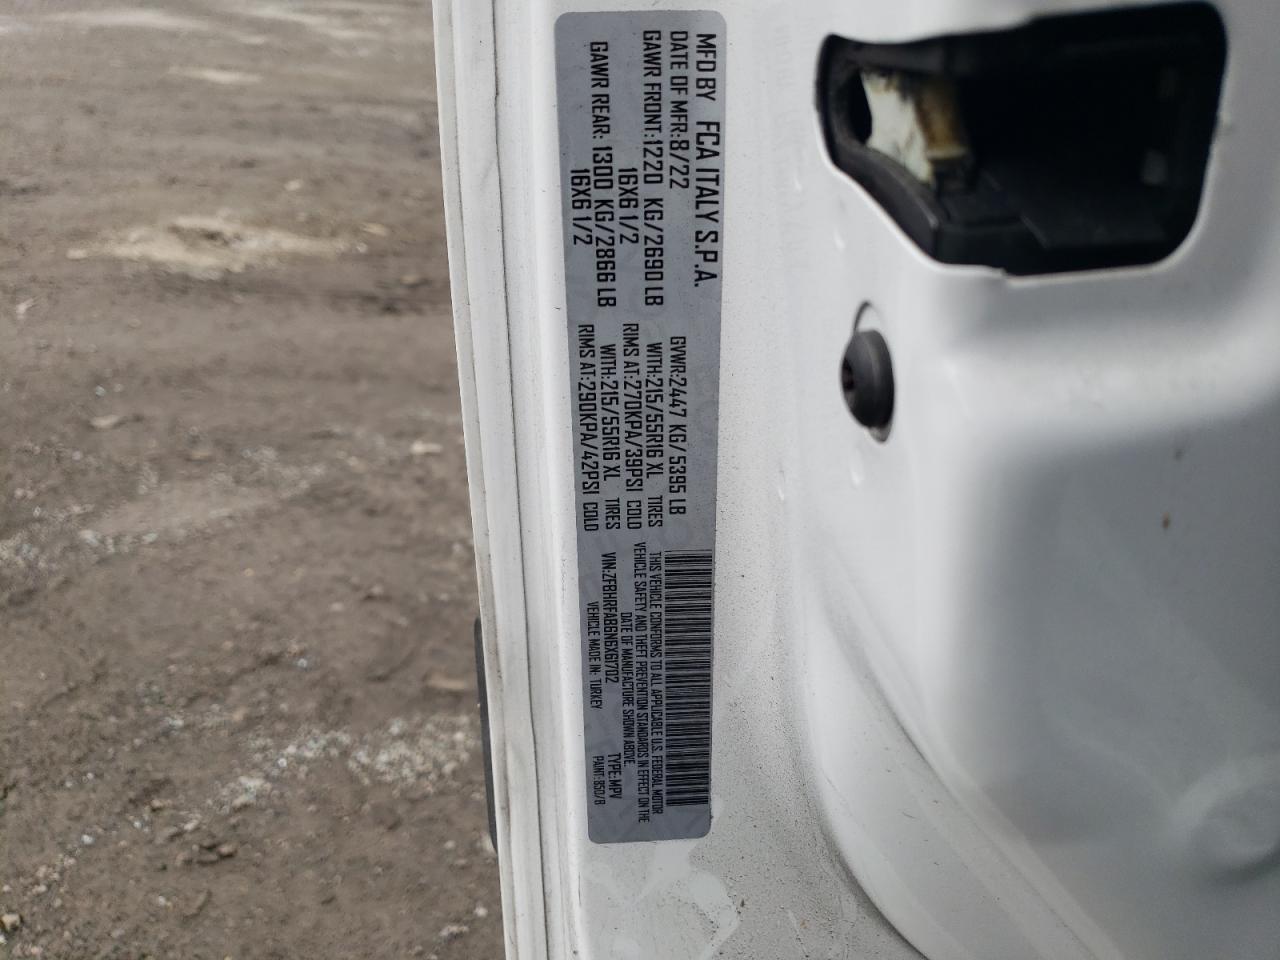 MFD BY FCA ITALY S.P.A.
DATE OF MFR:8/22 GVWR:2447 KG/5395 LB
GAWR FRONT:1220 KG/2690 LB WITH:215/55R16 XL TIRES
16X6 1/2 RIMS AT:270KPA/39PSI COLD
GAWR REAR: 1300 KG/2866 LB WITH:215/55R16 XL TIRES
16X6 1/2 RIMS AT:290KPA/42PSI COLD
THIS VEHICLE CONFORMS TO ALL APPLICABLE U.S. FEDERAL MOTOR
VEHICLE SAFETY AND THEFT PREVENTION STANDARDS IN EFFECT ON THE
DATE OF MANUFACTURE SHOWN ABOVE.
VIN:ZFBHRFAB6N6X61702 TYPE:MPV
VEHICLE MADE IN: TURKEY PAINT:BSD/B